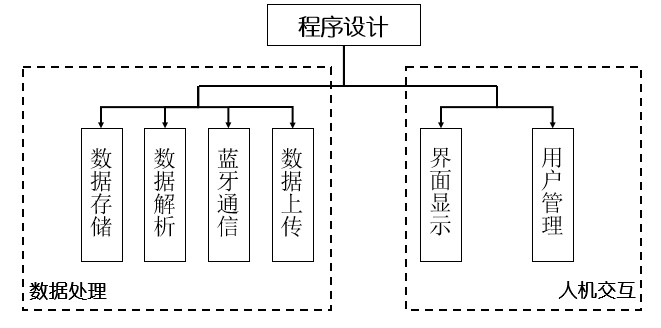 程序设计
数据存储
数据解析
蓝牙通信
数据上传
界面显示
用户管理
数据处理
人机交互